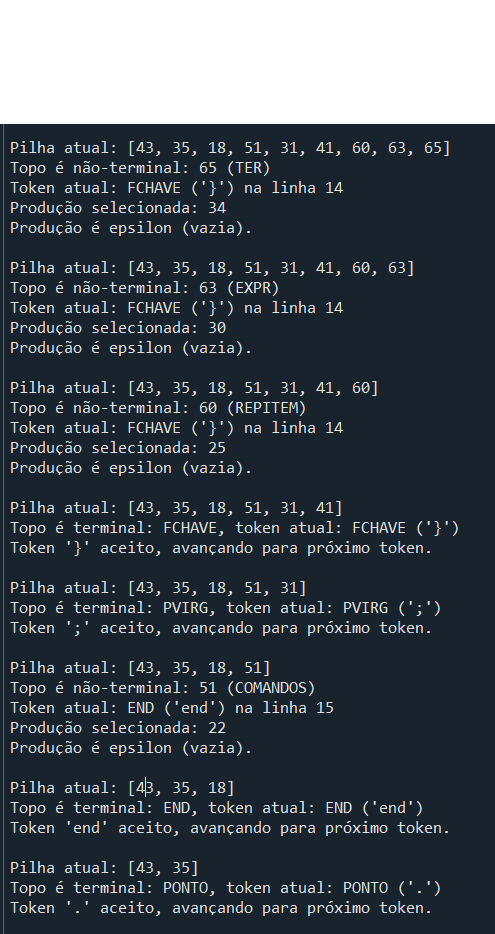 Pilha atual: [43, 35, 18, 51, 31, 41, 60, 63, 65]
Topo é não-terminal: 65 (TER)
Token atual: FCHAVE ('}') na linha 14
Produção selecionada: 34
Produção é epsilon (vazia).
Pilha atual: [43, 35, 18, 51, 31, 41, 60, 63]
Topo é não-terminal: 63 (EXPR)
Token atual: FCHAVE ('}') na linha 14
Produção selecionada: 30
Produção é epsilon (vazia).
Pilha atual: [43, 35, 18, 51, 31, 41, 60]
Topo é não-terminal: 60 (REPITEM)
Token atual: FCHAVE ('}') na linha 14
Produção selecionada: 25
Produção é epsilon (vazia).
Pilha atual: [43, 35, 18, 51, 31, 41]
Topo é terminal: FCHAVE, token atual: FCHAVE ('}')
Token '}' aceito, avançando para próximo token.
Pilha atual: [43, 35, 18, 51, 31]
Topo é terminal: PVIRG, token atual: PVIRG (';')
Token ';' aceito, avançando para próximo token.
Pilha atual: [43, 35, 18, 51]
Topo é não-terminal: 51 (COMANDOS)
Token atual: END ('end') na linha 15
Produção selecionada: 22
Produção é epsilon (vazia).
Pilha atual: [43, 35, 18]
Topo é terminal: END, token atual: END ('end')
Token 'end' aceito, avançando para próximo token.
Pilha atual: [43, 35]
Topo é terminal: PONTO, token atual: PONTO ('.')
Token '.' aceito, avançando para próximo token.